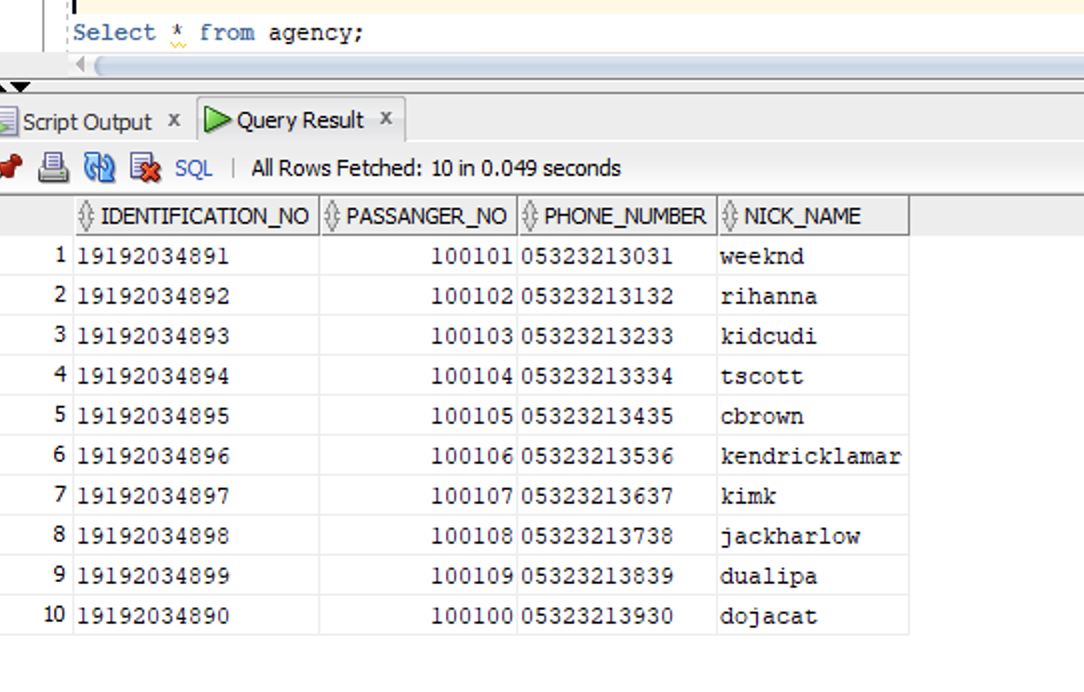 Select * from agency;
Script Output x Query Result x
SQL | All Rows Fetched: 10 in 0.049 seconds
IDENTIFICATION_NO PASSANGER_NO PHONE_NUMBER NICK_NAME
1 19192034891 100101 05323213031 weeknd
2 19192034892 100102 05323213132 rihanna
3 19192034893 100103 05323213233 kidcudi
4 19192034894 100104 05323213334 tscott
5 19192034895 100105 05323213435 cbrown
6 19192034896 100106 05323213536 kendricklamar
7 19192034897 100107 05323213637 kimk
8 19192034898 100108 05323213738 jackharlow
9 19192034899 100109 05323213839 dualipa
10 19192034890 100100 05323213930 dojacat